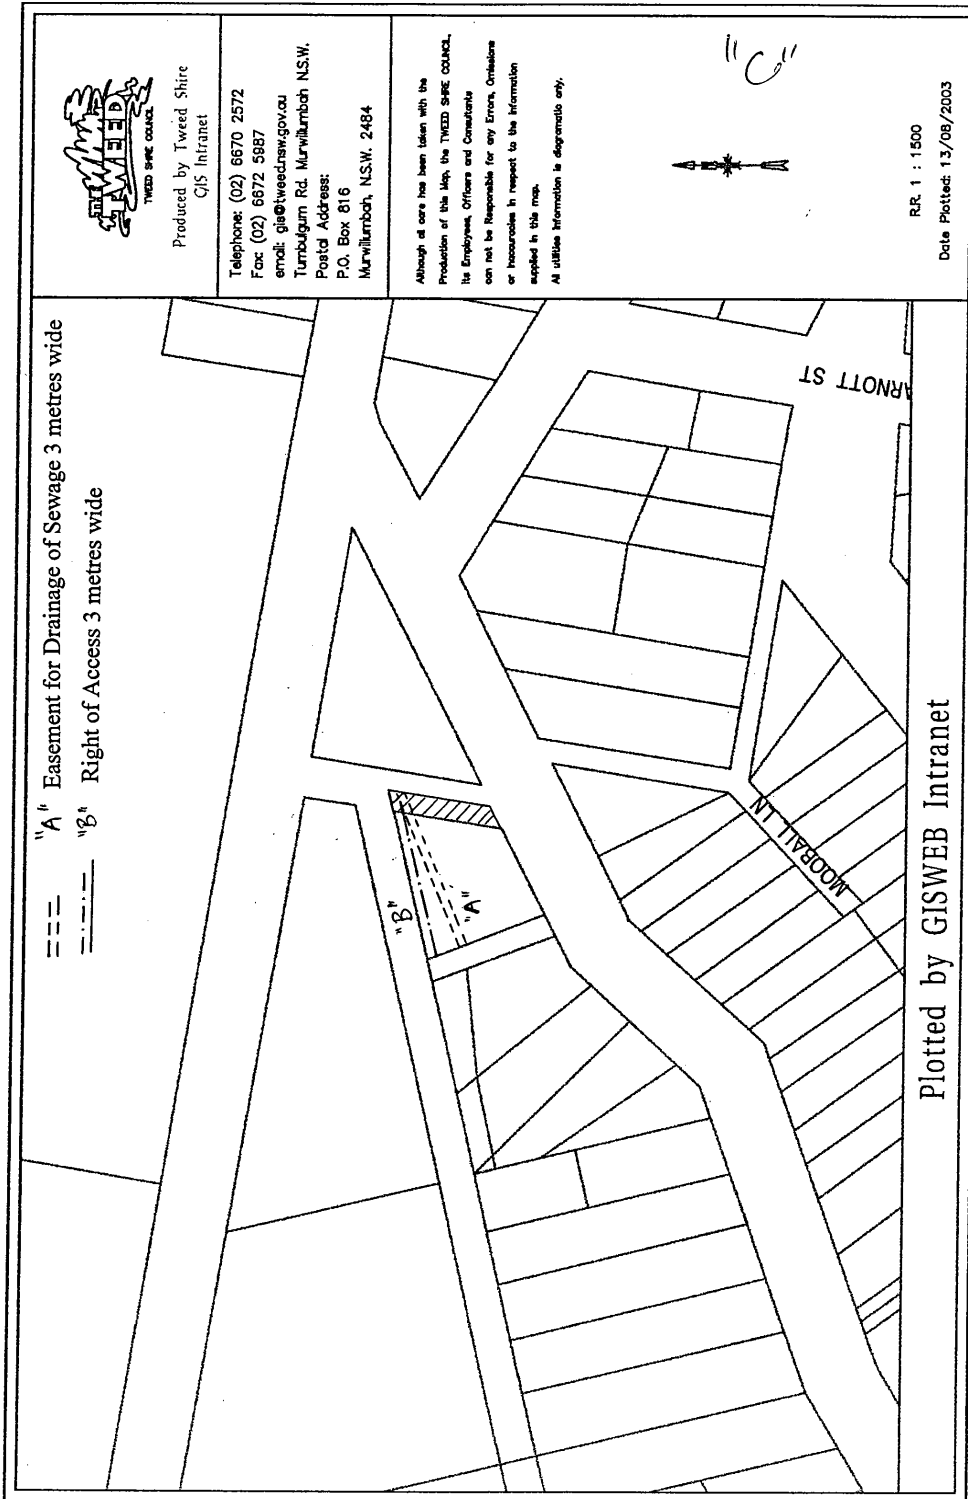 "A" Easement for Drainage of Sewage 3 metres wide
"B" Right of Access 3 metres wide
TWEED
TWEED SHIRE COUNCIL
Produced by Tweed Shire
GIS Intranet
Telephone: (02) 6670 2572
Fax: (02) 6672 5987
email: gis@tweed.nsw.gov.au
Tumbulgum Rd. Murwillumbah N.S.W.
Postal Address:
P.O. Box 816
Murwillumbah, N.S.W. 2484
Although all care has been taken with the
Production of this Map, the TWEED SHIRE COUNCIL,
its Employees, Officers and Consultants
can not be Responsible for any Errors, Omissions
or Inaccuracies in respect to the information
supplied in this map.
All utilities information is diagramatic only.
"C"
R.R. 1 : 1500
Date Plotted: 13/08/2003
"B"
"A"
ARNOTT ST
MOOBALL LN
Plotted by GISWEB Intranet